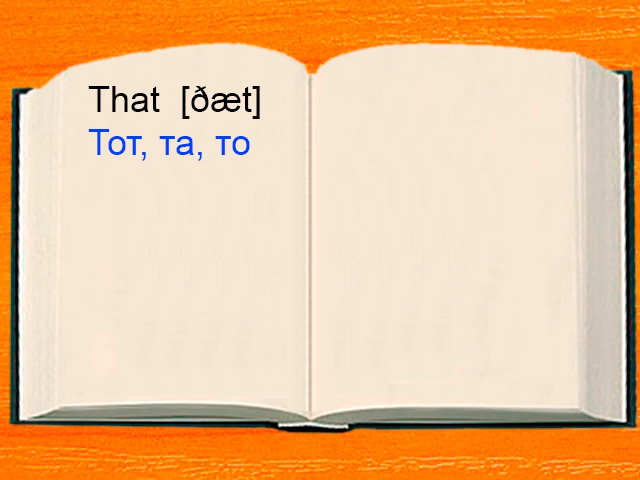 That [ðæt]
Тот, та, то